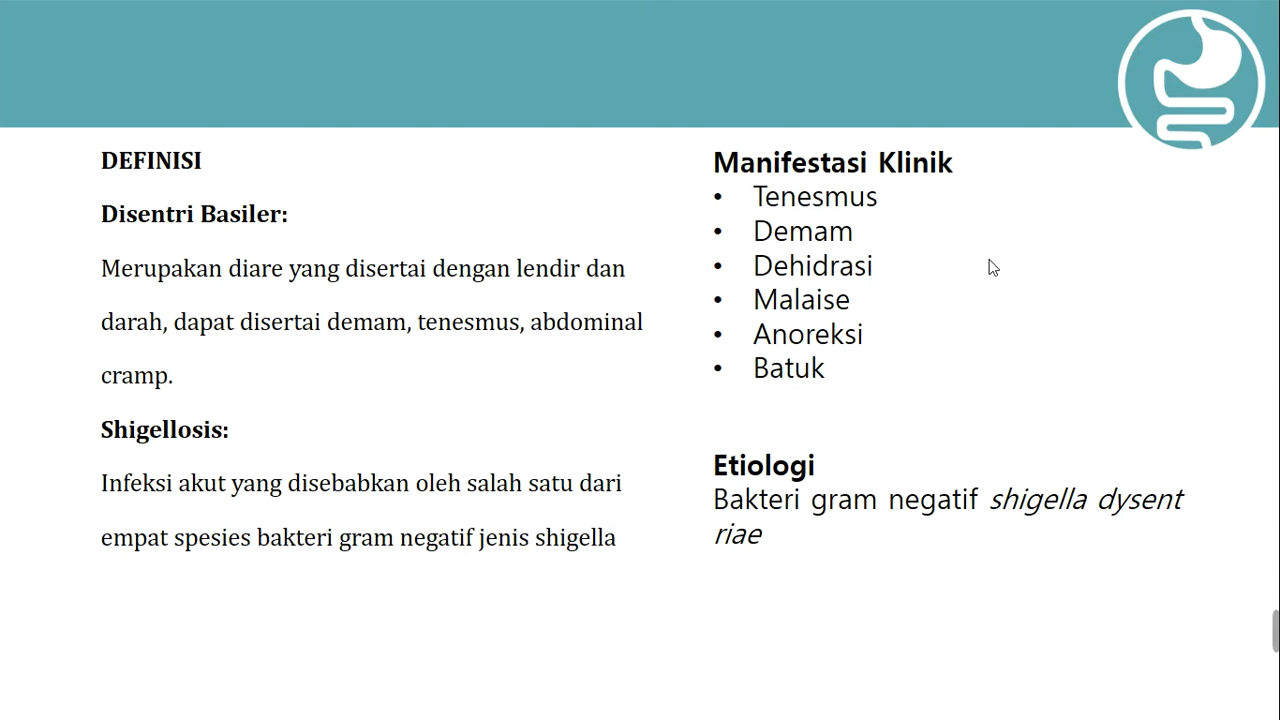 DEFINISI
Disentri Basiler:
Merupakan diare yang disertai dengan lendir dan
darah, dapat disertai demam, tenesmus, abdominal
cramp.
Shigellosis:
Infeksi akut yang disebabkan oleh salah satu dari
empat spesies bakteri gram negatif jenis shigella
Manifestasi Klinik
• Tenesmus
• Demam
• Dehidrasi
• Malaise
• Anoreksi
• Batuk
Etiologi
Bakteri gram negatif shigella dysent
riae